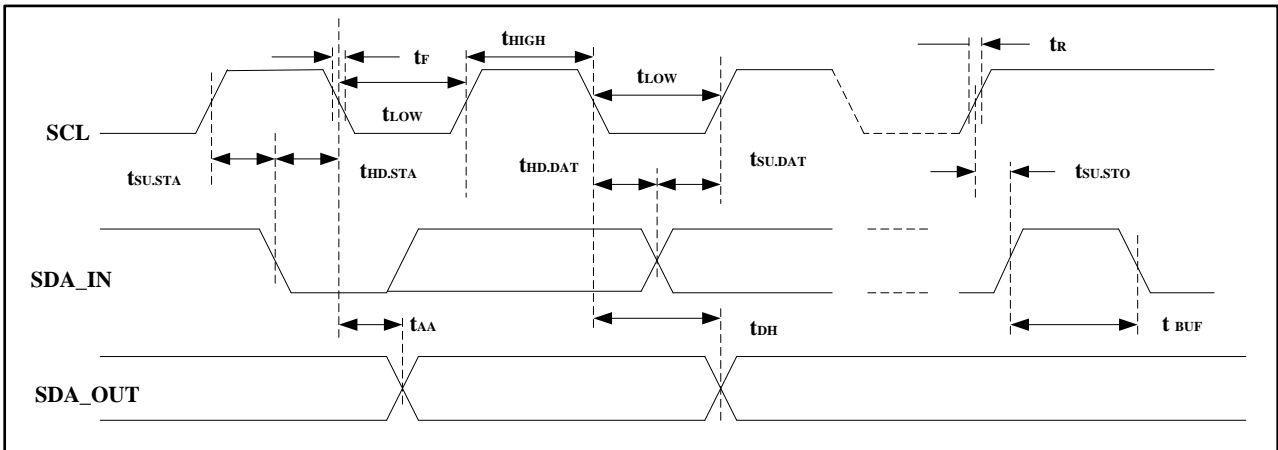 tF
tHIGH
tR
tLOW
tLOW
SCL
tSU.STA
tHD.STA
tHD.DAT
tSU.DAT
tSU.STO
SDA_IN
tAA
tDH
t BUF
SDA_OUT